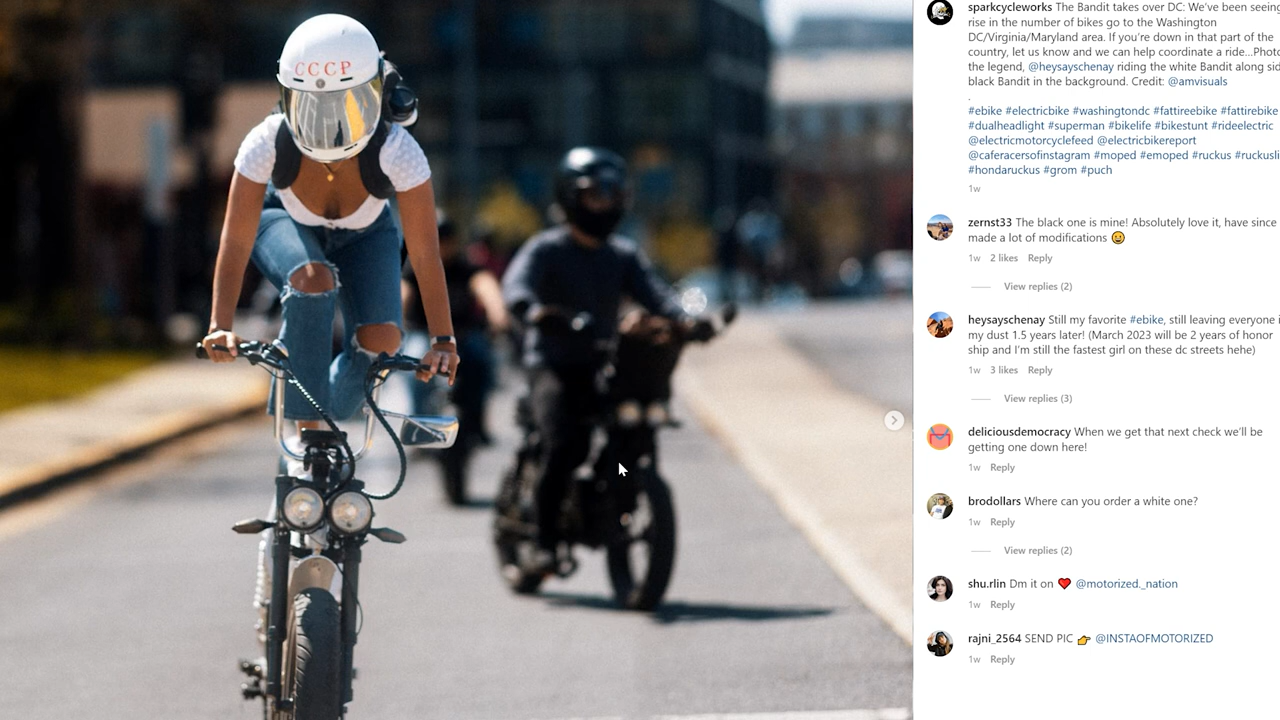 CCCP
sparkcycleworks The Bandit takes over DC: We've been seeing
rise in the number of bikes go to the Washington
DC/Virginia/Maryland area. If you're down in that part of the
country, let us know and we can help coordinate a ride...Phot
the legend, @heysayschenay riding the white Bandit along sid
black Bandit in the background. Credit: @amvisuals
.
#ebike #electricbike #washingtondc #fattireebike #fattirebike
#dualheadlight #superman #bikelife #bikestunt #rideelectric
@electricmotorcyclefeed @electricbikereport
@caferacersofinstagram #moped #emoped #ruckus #ruckusli
#hondaruckus #grom #puch
1w
zernst33 The black one is mine! Absolutely love it, have since
made a lot of modifications 😃
1w 2 likes Reply
View replies (2)
heysayschenay Still my favorite #ebike, still leaving everyone i
my dust 1.5 years later! (March 2023 will be 2 years of honor
ship and I'm still the fastest girl on these dc streets hehe)
1w 3 likes Reply
View replies (3)
deliciousdemocracy When we get that next check we'll be
getting one down here!
1w Reply
brodollars Where can you order a white one?
1w Reply
View replies (2)
shu.rlin Dm it on ❤️ @motorized._nation
1w Reply
rajni_2564 SEND PIC 👉 @INSTAOFMOTORIZED
1w Reply